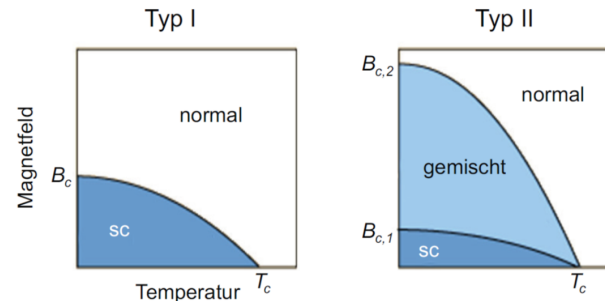 Typ I
Magnetfeld
normal
B_c
sc
Temperatur
T_c
Typ II
B_c,2
normal
gemischt
B_c,1
sc
T_c